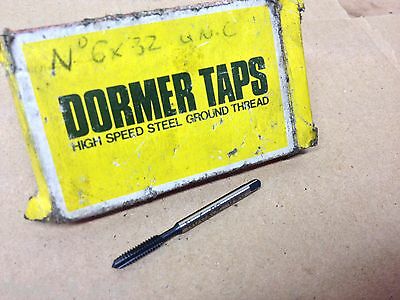 Nº 6x32 U.N.C
DORMER TAPS
HIGH SPEED STEEL GROUND THREAD